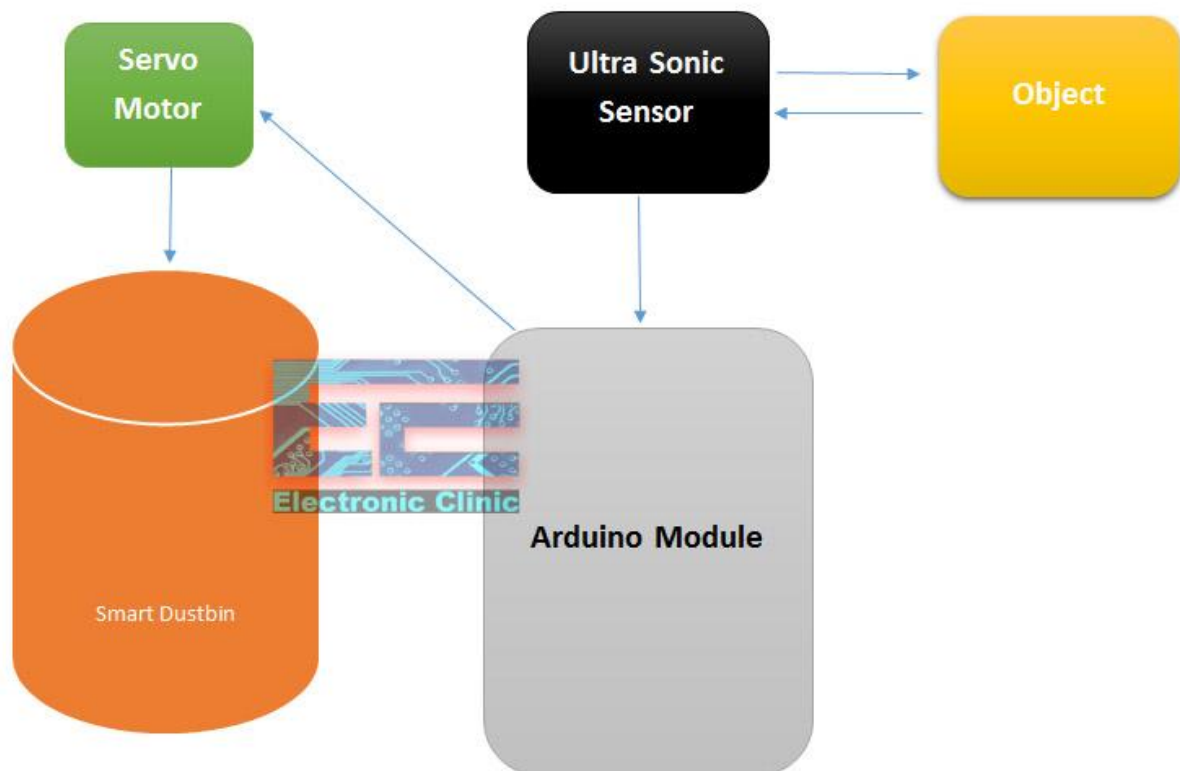 Servo
Motor
Ultra Sonic
Sensor
Object
Electronic Clinic
Arduino Module
Smart Dustbin